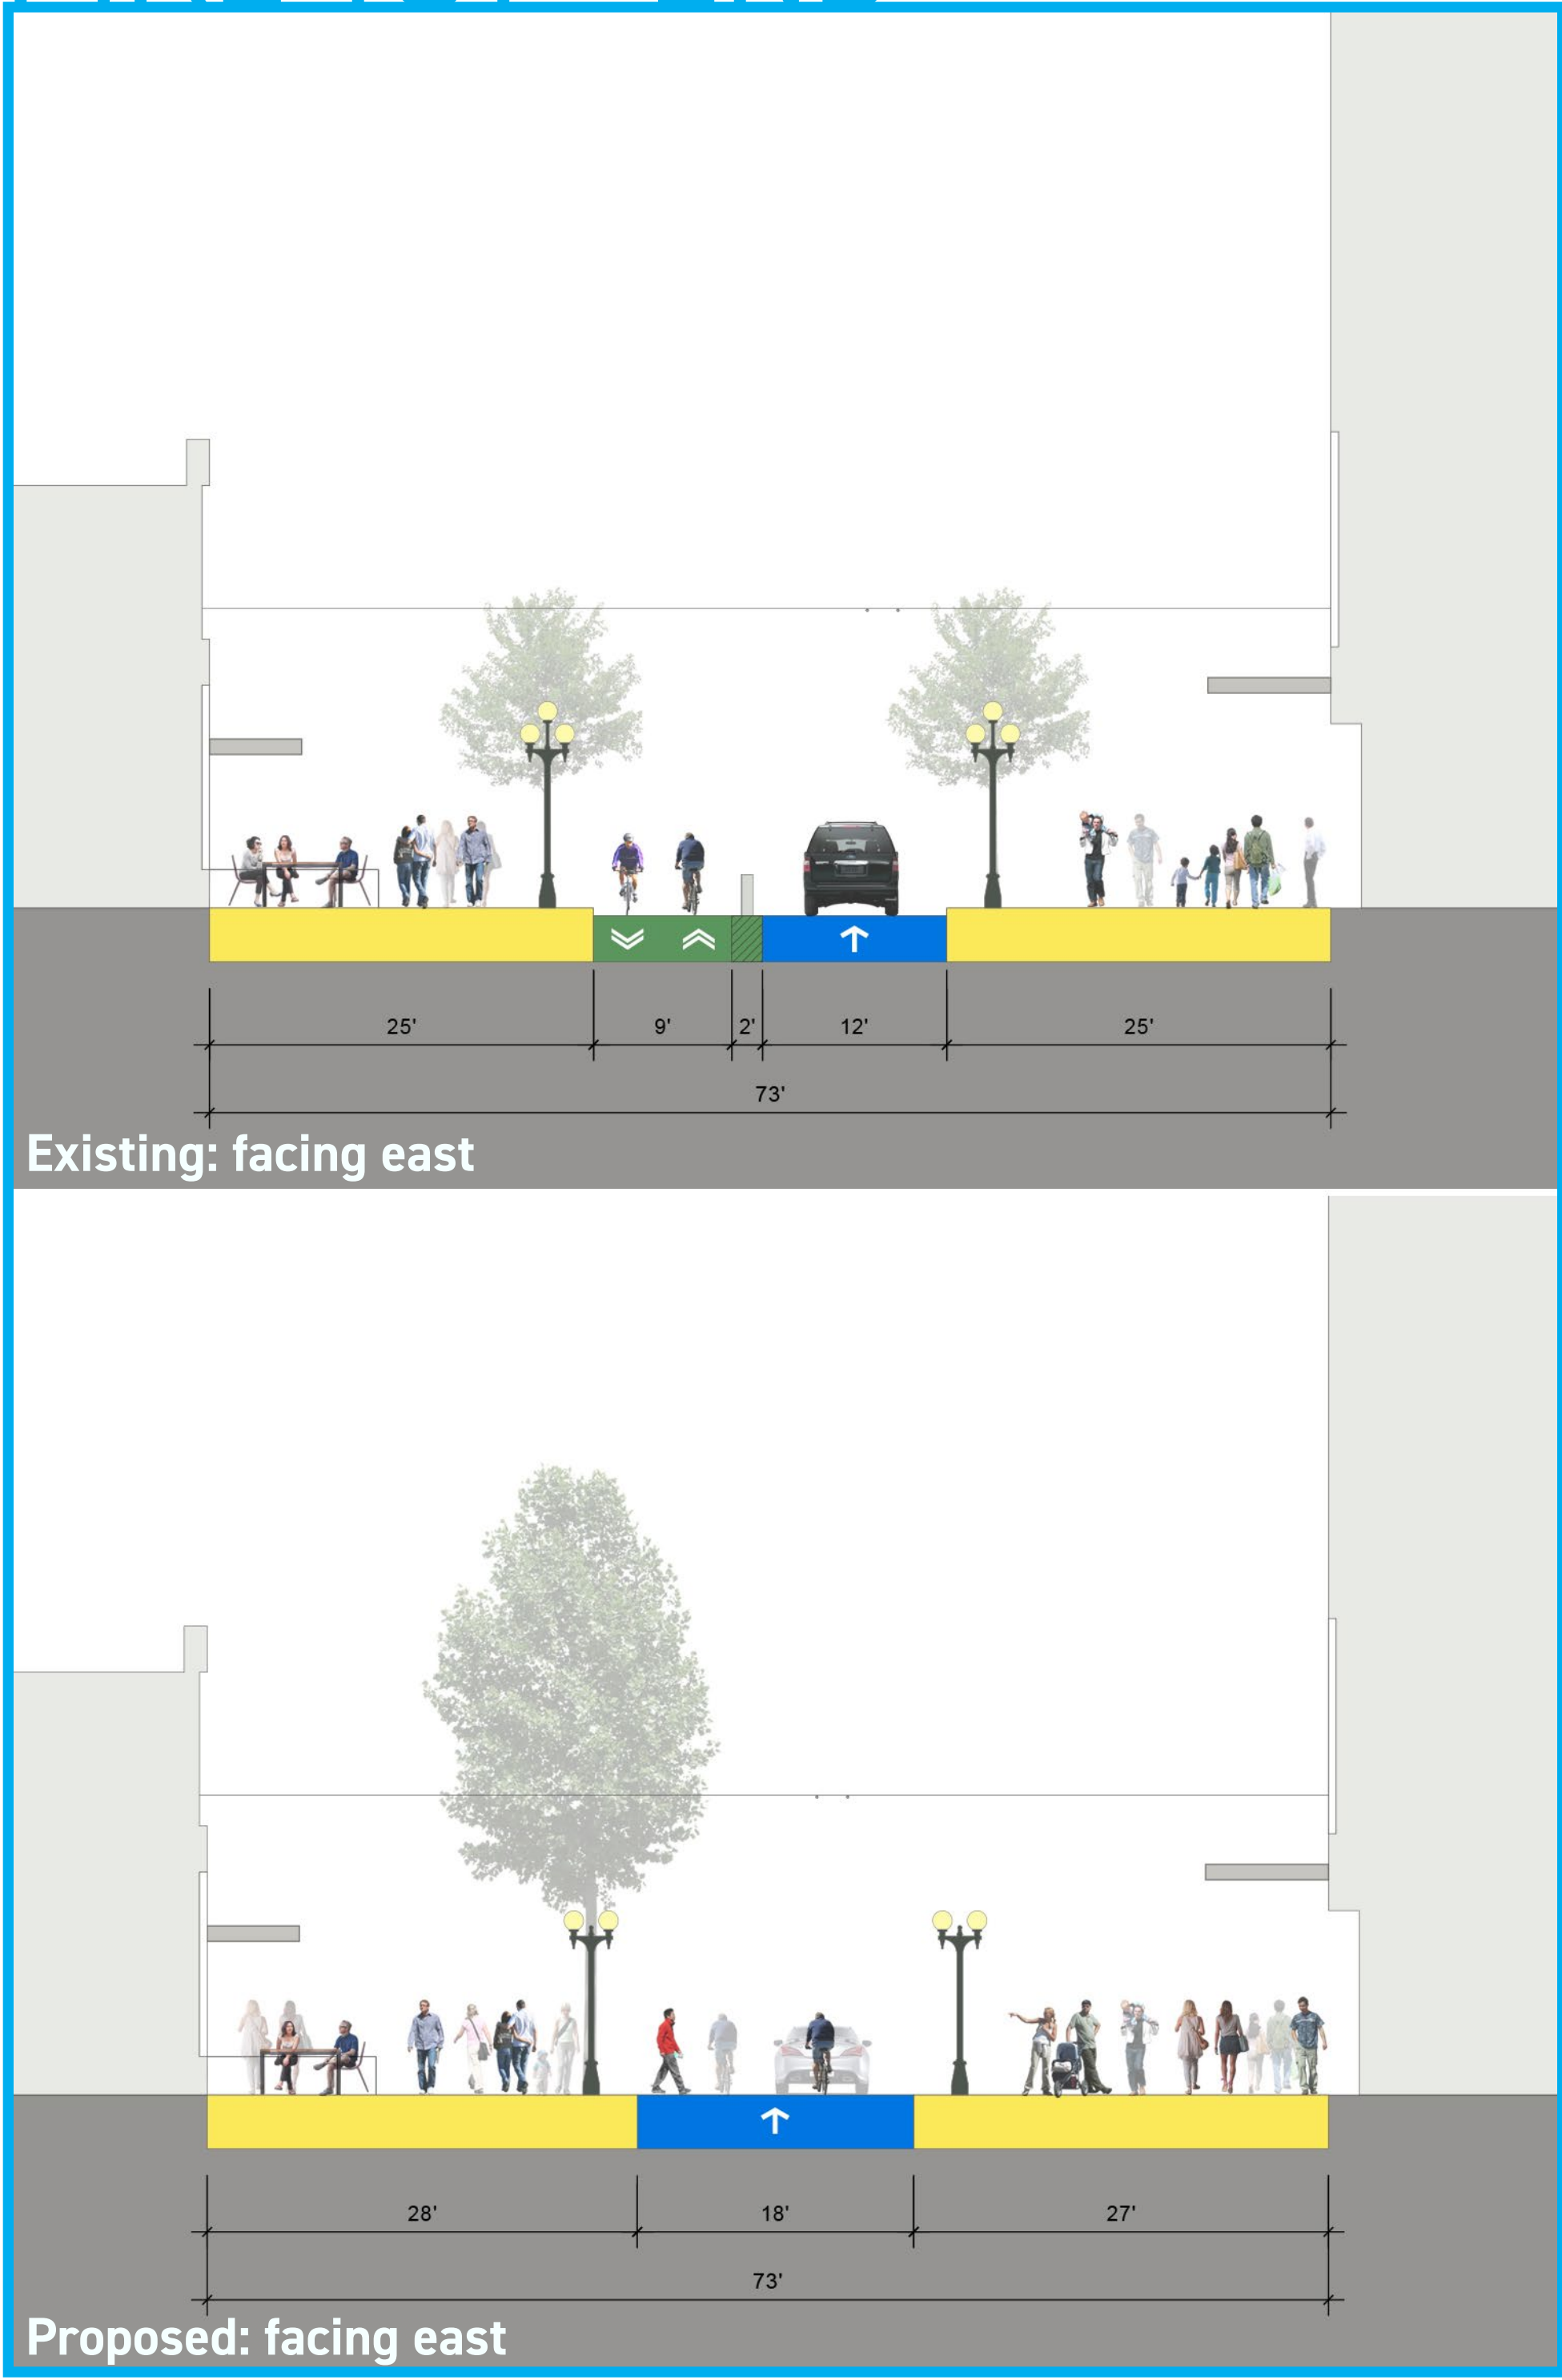 25' 9' 2' 12' 25'
73'
Existing: facing east
28' 18' 27'
73'
Proposed: facing east